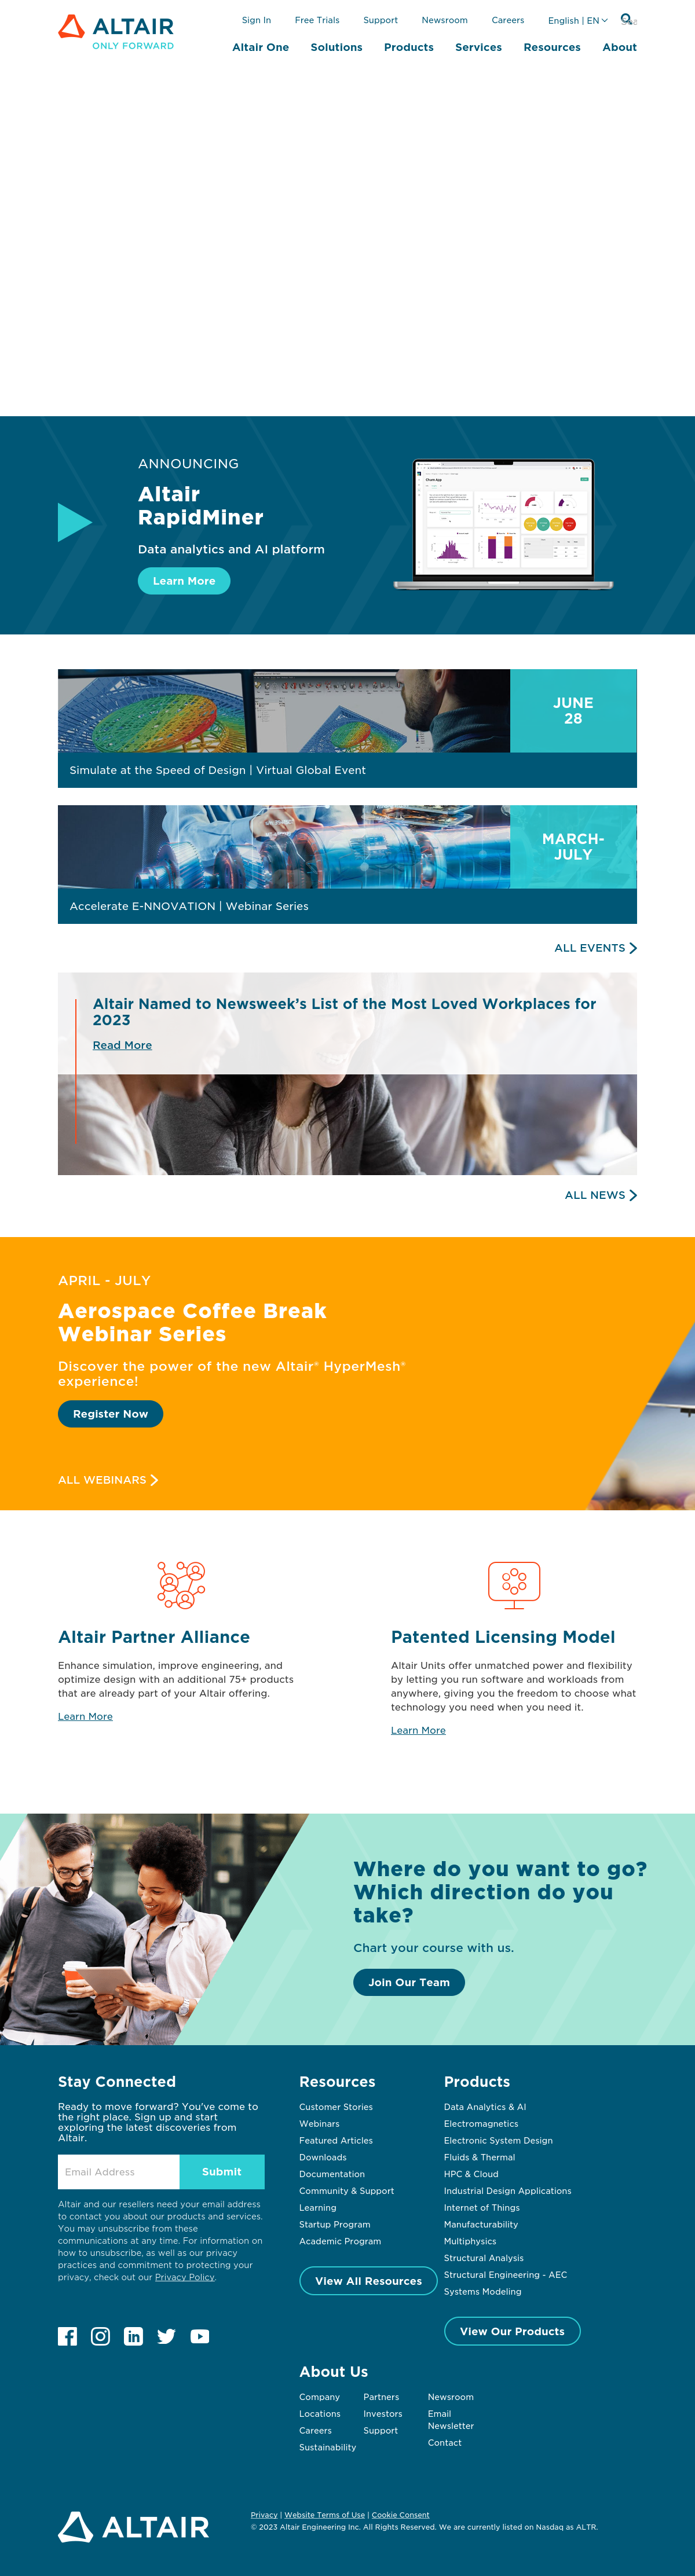 ALTAIR
ONLY FORWARD
Sign In
Free Trials
Support
Newsroom
Careers
English | EN
Altair One
Solutions
Products
Services
Resources
About
ANNOUNCING
Altair
RapidMiner
Data analytics and AI platform
Learn More
JUNE
28
Simulate at the Speed of Design | Virtual Global Event
MARCH-
JULY
Accelerate E-NNOVATION | Webinar Series
ALL EVENTS
Altair Named to Newsweek’s List of the Most Loved Workplaces for
2023
Read More
ALL NEWS
APRIL - JULY
Aerospace Coffee Break
Webinar Series
Discover the power of the new Altair® HyperMesh®
experience!
Register Now
ALL WEBINARS
Altair Partner Alliance
Enhance simulation, improve engineering, and
optimize design with an additional 75+ products
that are already part of your Altair offering.
Learn More
Patented Licensing Model
Altair Units offer unmatched power and flexibility
by letting you run software and workloads from
anywhere, giving you the freedom to choose what
technology you need when you need it.
Learn More
Where do you want to go?
Which direction do you
take?
Chart your course with us.
Join Our Team
Stay Connected
Ready to move forward? You've come to
the right place. Sign up and start
exploring the latest discoveries from
Altair.
Email Address
Submit
Altair and our resellers need your email address
to contact you about our products and services.
You may unsubscribe from these
communications at any time. For information on
how to unsubscribe, as well as our privacy
practices and commitment to protecting your
privacy, check out our Privacy Policy.
Resources
Customer Stories
Webinars
Featured Articles
Downloads
Documentation
Community & Support
Learning
Startup Program
Academic Program
View All Resources
Products
Data Analytics & AI
Electromagnetics
Electronic System Design
Fluids & Thermal
HPC & Cloud
Industrial Design Applications
Internet of Things
Manufacturability
Multiphysics
Structural Analysis
Structural Engineering - AEC
Systems Modeling
View Our Products
About Us
Company
Locations
Careers
Sustainability
Partners
Investors
Support
Newsroom
Email
Newsletter
Contact
ALTAIR
Privacy | Website Terms of Use | Cookie Consent
© 2023 Altair Engineering Inc. All Rights Reserved. We are currently listed on Nasdaq as ALTR.